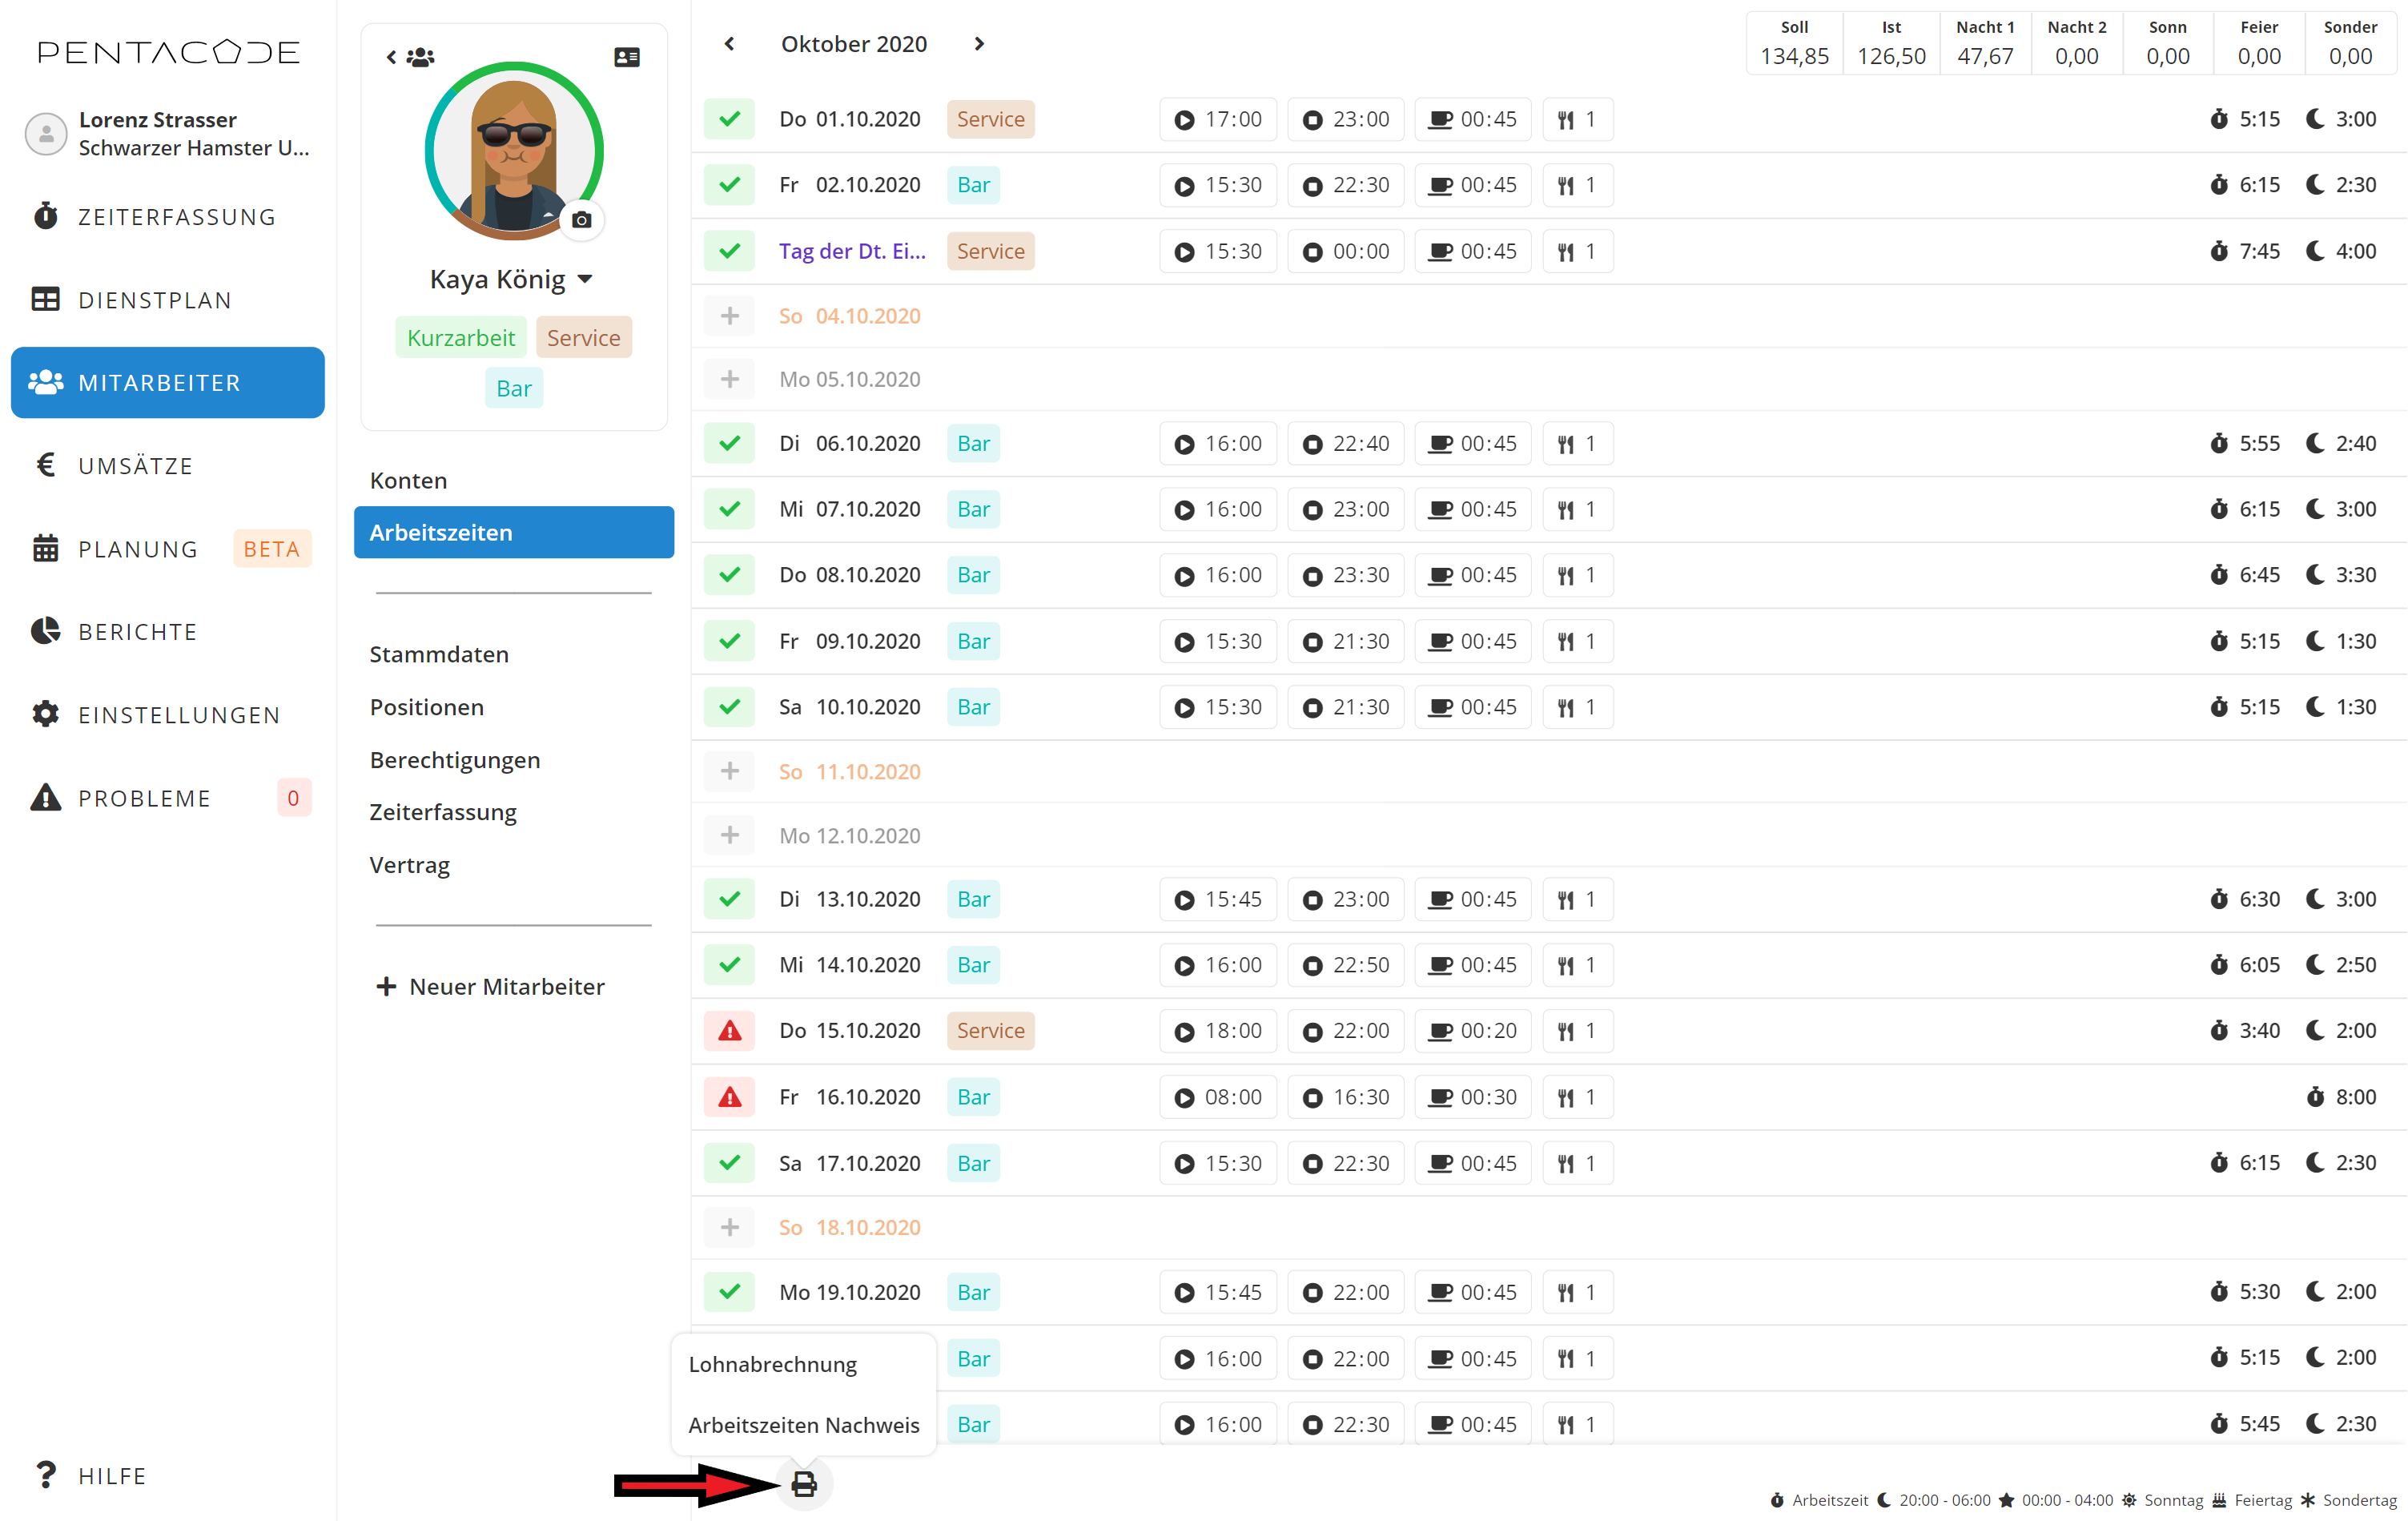 PENTACODE
Lorenz Strasser
Schwarzer Hamster U...
ZEITERFASSUNG
DIENSTPLAN
MITARBEITER
UMSÄTZE
PLANUNG BETA
BERICHTE
EINSTELLUNGEN
PROBLEME 0
HILFE
Kaya König
Kurzarbeit Service
Bar
Konten
Arbeitszeiten
Stammdaten
Positionen
Berechtigungen
Zeiterfassung
Vertrag
Neuer Mitarbeiter
Oktober 2020
Soll Ist Nacht 1 Nacht 2 Sonn Feier Sonder
134,85 126,50 47,67 0,00 0,00 0,00 0,00
Do 01.10.2020 Service 17:00 23:00 00:45 1 5:15 3:00
Fr 02.10.2020 Bar 15:30 22:30 00:45 1 6:15 2:30
Tag der Dt. Ei... Service 15:30 00:00 00:45 1 7:45 4:00
So 04.10.2020
Mo 05.10.2020
Di 06.10.2020 Bar 16:00 22:40 00:45 1 5:55 2:40
Mi 07.10.2020 Bar 16:00 23:00 00:45 1 6:15 3:00
Do 08.10.2020 Bar 16:00 23:30 00:45 1 6:45 3:30
Fr 09.10.2020 Bar 15:30 21:30 00:45 1 5:15 1:30
Sa 10.10.2020 Bar 15:30 21:30 00:45 1 5:15 1:30
So 11.10.2020
Mo 12.10.2020
Di 13.10.2020 Bar 15:45 23:00 00:45 1 6:30 3:00
Mi 14.10.2020 Bar 16:00 22:50 00:45 1 6:05 2:50
Do 15.10.2020 Service 18:00 22:00 00:20 1 3:40 2:00
Fr 16.10.2020 Bar 08:00 16:30 00:30 1 8:00
Sa 17.10.2020 Bar 15:30 22:30 00:45 1 6:15 2:30
So 18.10.2020
Mo 19.10.2020 Bar 15:45 22:00 00:45 1 5:30 2:00
Bar 16:00 22:00 00:45 1 5:15 2:00
Bar 16:00 22:30 00:45 1 5:45 2:30
Lohnabrechnung
Arbeitszeiten Nachweis
Arbeitszeit 20:00 - 06:00 00:00 - 04:00 Sonntag Feiertag Sondertag